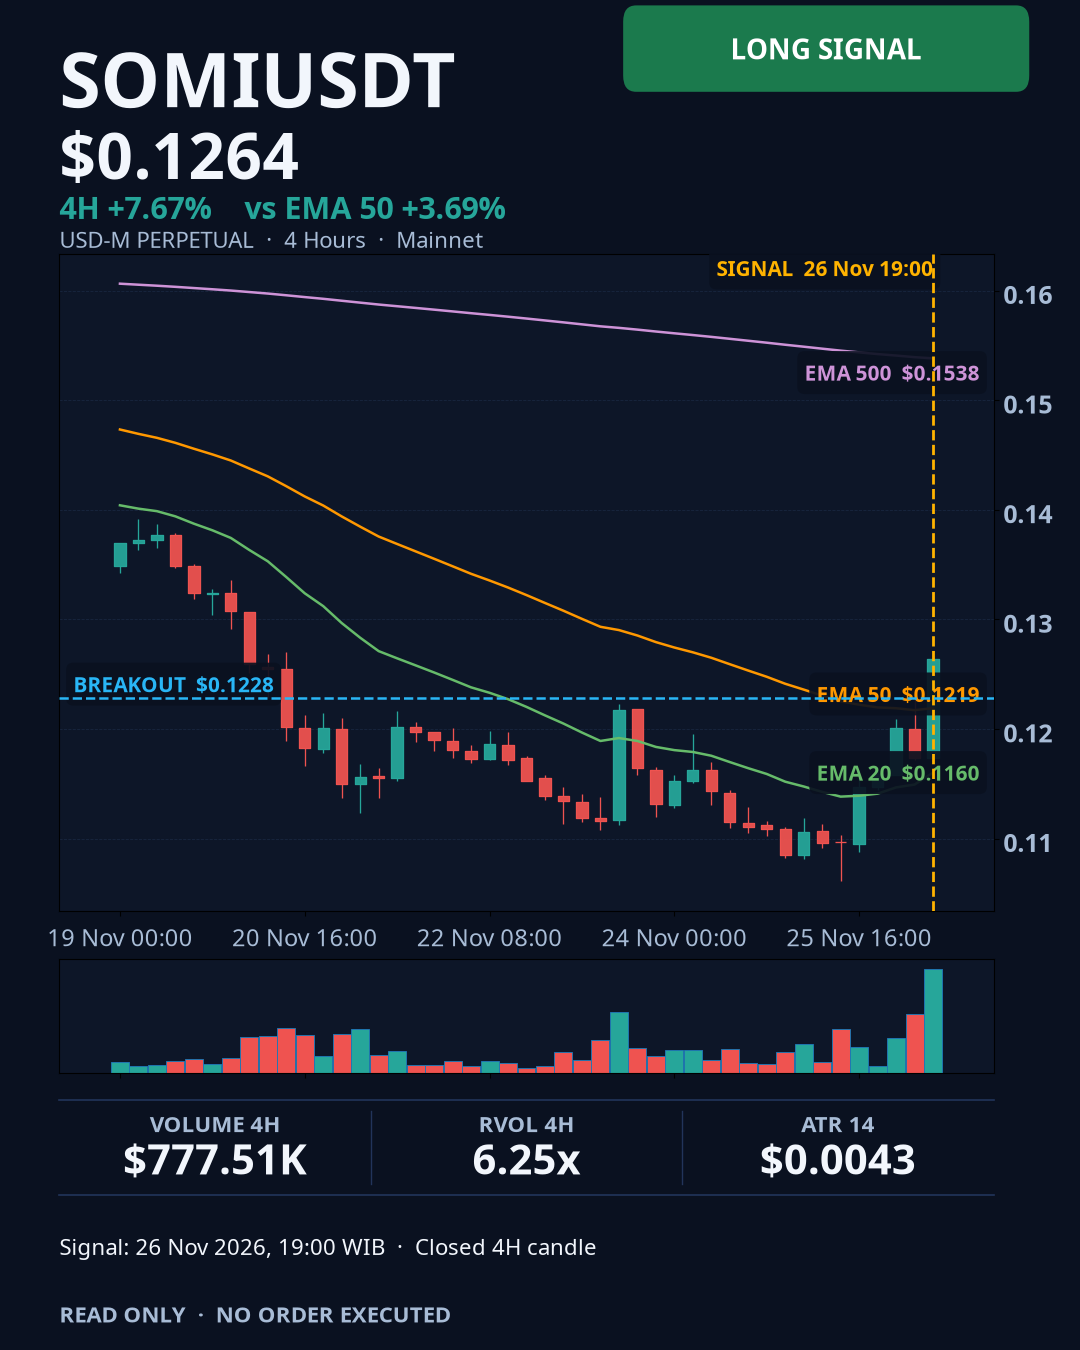 LONG SIGNAL
SOMIUSDT
$0.1264
4H +7.67% vs EMA 50 +3.69%
USD-M PERPETUAL · 4 Hours · Mainnet
SIGNAL 26 Nov 19:00
0.16
EMA 500 $0.1538
0.15
0.14
0.13
BREAKOUT $0.1228
EMA 50 $0.1219
0.12
EMA 20 $0.1160
0.11
19 Nov 00:00 20 Nov 16:00 22 Nov 08:00 24 Nov 00:00 25 Nov 16:00
VOLUME 4H RVOL 4H ATR 14
$777.51K 6.25x $0.0043
Signal: 26 Nov 2026, 19:00 WIB · Closed 4H candle
READ ONLY · NO ORDER EXECUTED